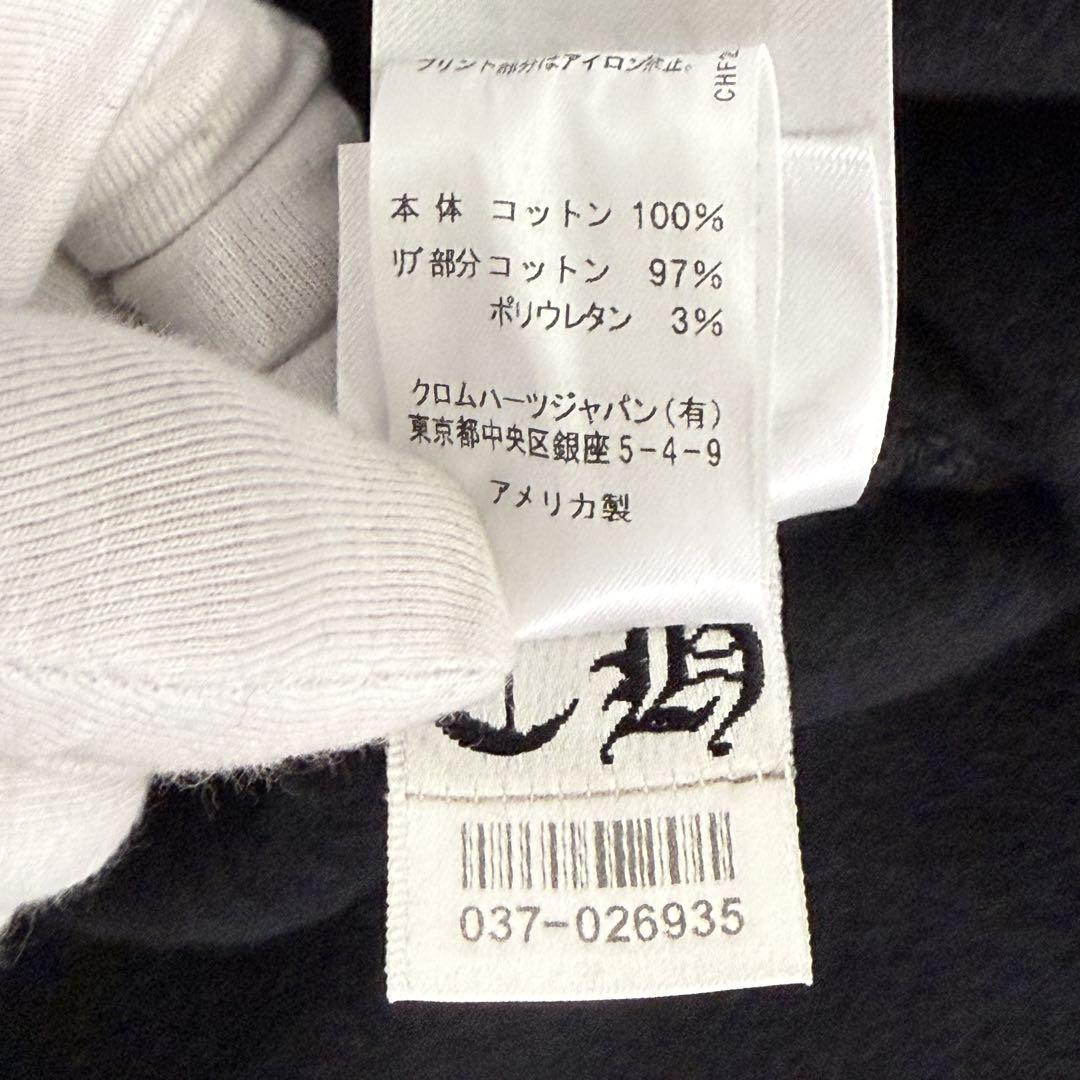 プリント部分はアイロン禁止。
CHF
本体 コットン 100%
リブ部分コットン 97%
ポリウレタン 3%
クロムハーツジャパン(有)
東京都中央区銀座5-4-9
アメリカ製
CH
037-026935